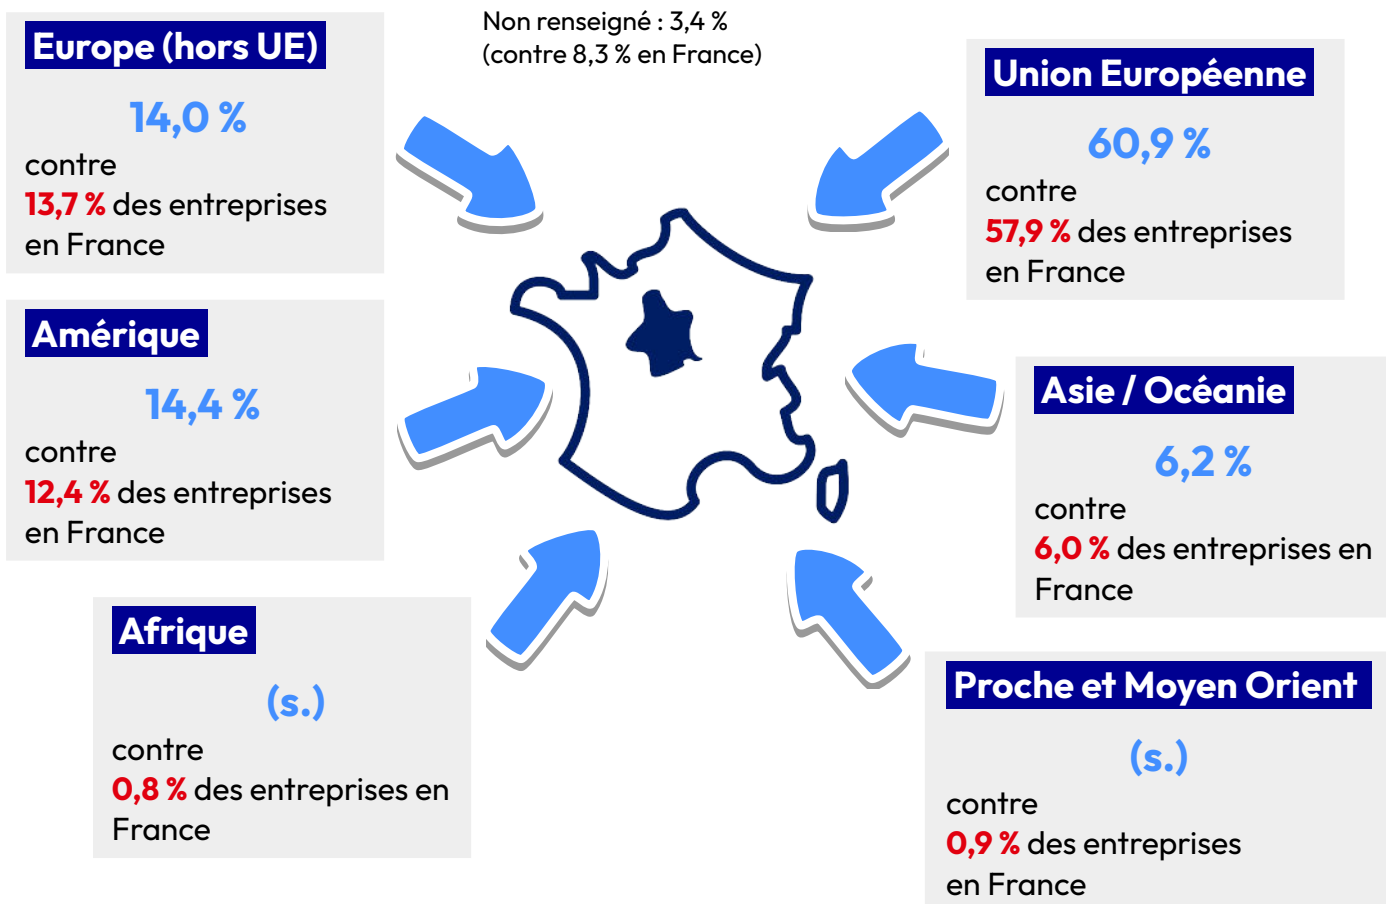 Non renseigné : 3,4 %
(contre 8,3 % en France)
Europe (hors UE)
14,0 %
contre
13,7 % des entreprises
en France
Union Européenne
60,9 %
contre
57,9 % des entreprises
en France
Amérique
14,4 %
contre
12,4 % des entreprises
en France
Asie / Océanie
6,2 %
contre
6,0 % des entreprises en
France
Afrique
(s.)
contre
0,8 % des entreprises en
France
Proche et Moyen Orient
(s.)
contre
0,9 % des entreprises
en France